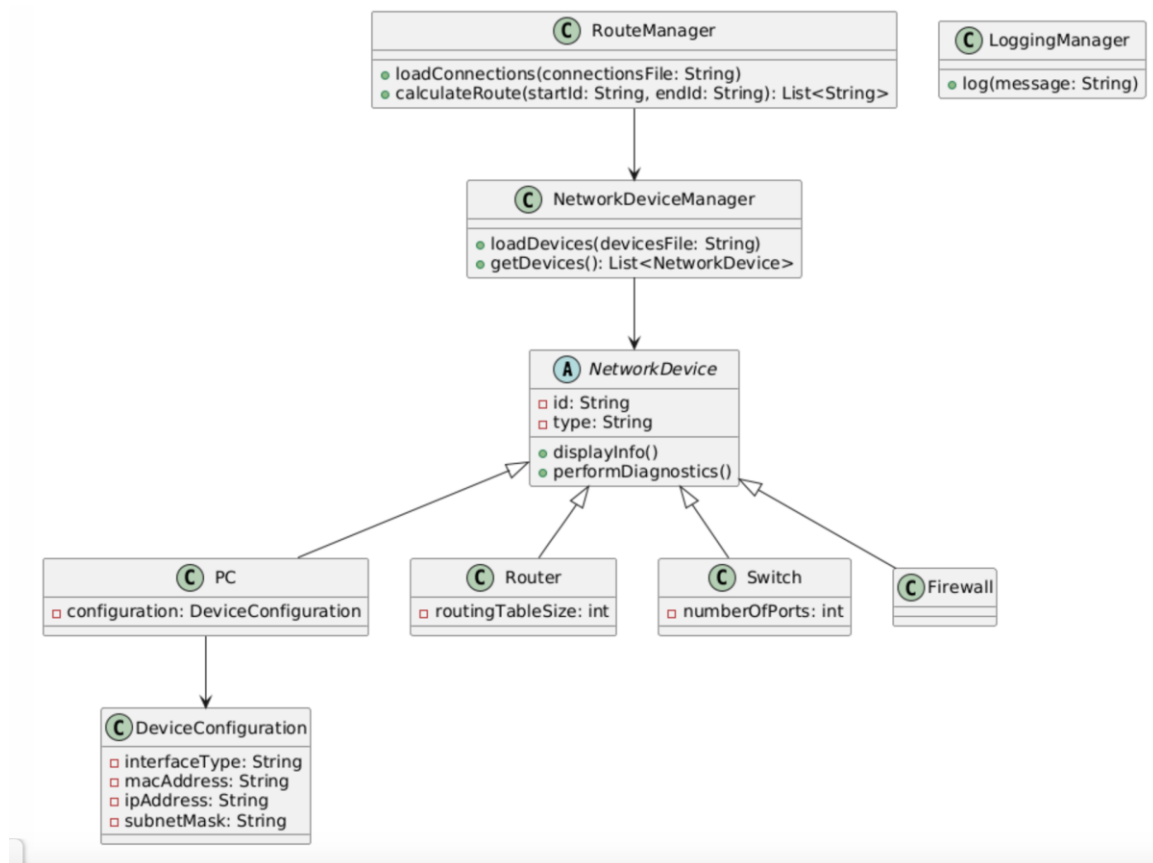 C RouteManager
loadConnections(connectionsFile: String)
calculateRoute(startId: String, endId: String): List<String>
C LoggingManager
log(message: String)
C NetworkDeviceManager
loadDevices(devicesFile: String)
getDevices(): List<NetworkDevice>
A NetworkDevice
id: String
type: String
displayInfo()
performDiagnostics()
C PC
configuration: DeviceConfiguration
C Router
routingTableSize: int
C Switch
numberOfPorts: int
C Firewall
C DeviceConfiguration
interfaceType: String
macAddress: String
ipAddress: String
subnetMask: String